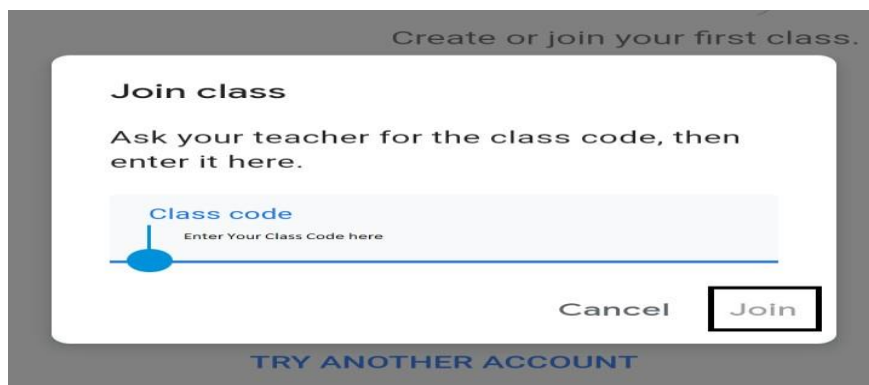 Create or join your first class.
Join class
Ask your teacher for the class code, then
enter it here.
Class code
Enter Your Class Code here
Cancel Join
TRY ANOTHER ACCOUNT